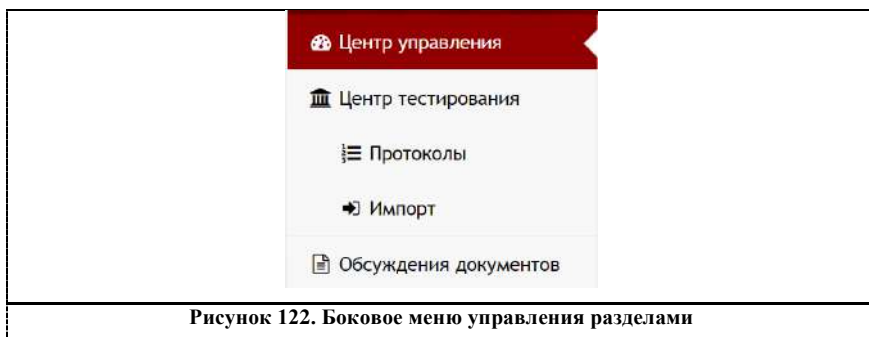 Центр управления
Центр тестирования
Протоколы
Импорт
Обсуждения документов
Рисунок 122. Боковое меню управления разделами